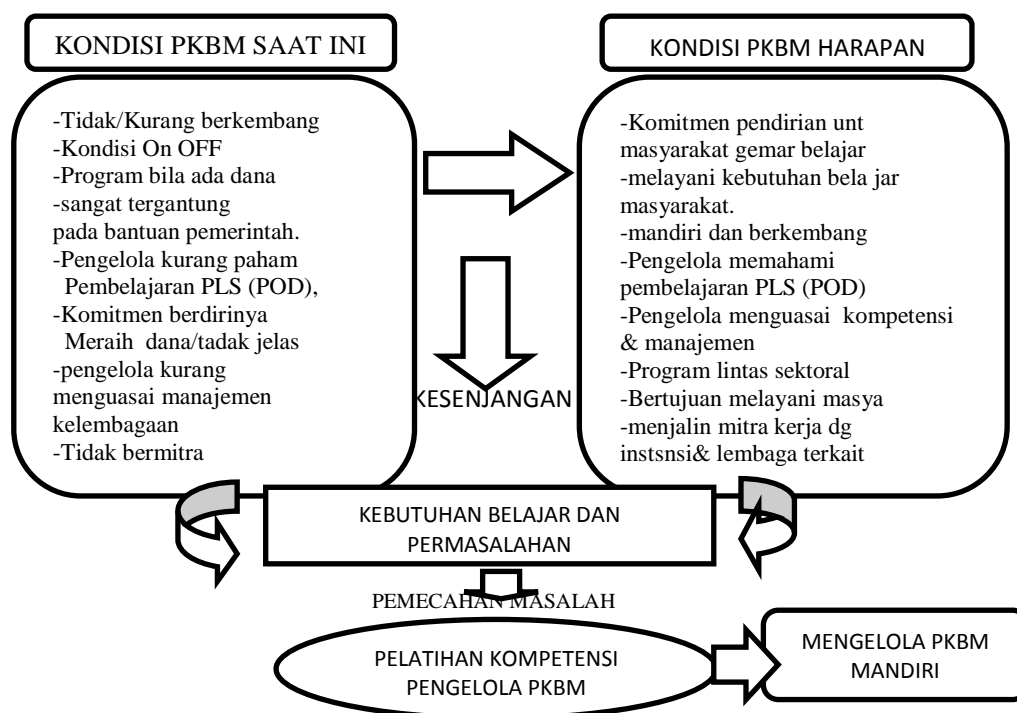 KONDISI PKBM SAAT INI
-Tidak/Kurang berkembang
-Kondisi On OFF
-Program bila ada dana
-sangat tergantung
pada bantuan pemerintah.
-Pengelola kurang paham
Pembelajaran PLS (POD),
-Komitmen berdirinya
Meraih dana/tadak jelas
-pengelola kurang
menguasai manajemen
kelembagaan
-Tidak bermitra
KONDISI PKBM HARAPAN
-Komitmen pendirian unt
masyarakat gemar belajar
-melayani kebutuhan bela jar
masyarakat.
-mandiri dan berkembang
-Pengelola memahami
pembelajaran PLS (POD)
-Pengelola menguasai kompetensi
& manajemen
-Program lintas sektoral
-Bertujuan melayani masya
-menjalin mitra kerja dg
instsnsi& lembaga terkait
KESENJANGAN
KEBUTUHAN BELAJAR DAN
PERMASALAHAN
PEMECAHAN MASALAH
PELATIHAN KOMPETENSI
PENGELOLA PKBM
MENGELOLA PKBM
MANDIRI